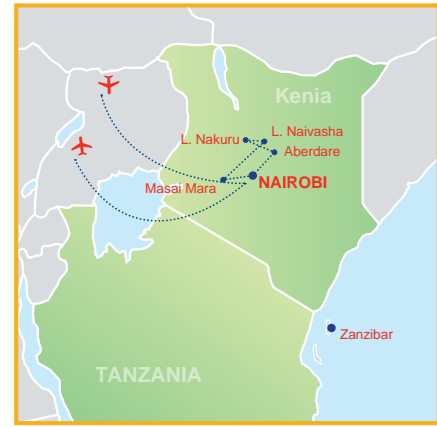 Kenia
L. Nakuru
L. Naivasha
Aberdare
Masai Mara
NAIROBI
Zanzibar
TANZANIA